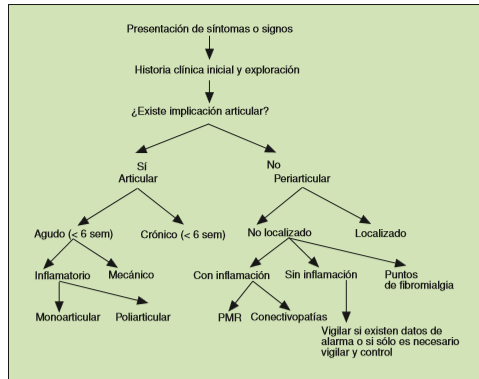 Presentación de síntomas o signos
Historia clínica inicial y exploración
¿Existe implicación articular?
Sí
No
Articular
Periarticular
Agudo (< 6 sem)
Crónico (< 6 sem)
No localizado
Localizado
Inflamatorio
Mecánico
Con inflamación
Sin inflamación
Puntos
de fibromialgia
Monoarticular
Poliarticular
PMR
Conectivopatías
Vigilar si existen datos de
alarma o si sólo es necesario
vigilar y control